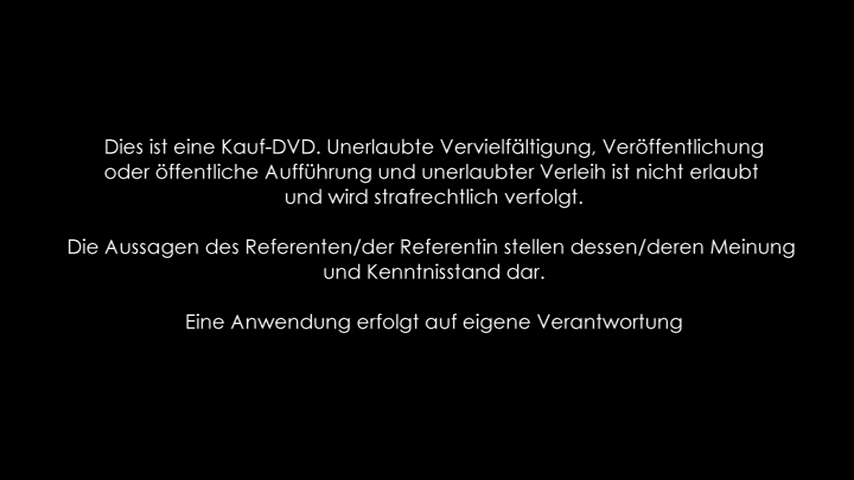 Dies ist eine Kauf-DVD. Unerlaubte Vervielfältigung, Veröffentlichung
oder öffentliche Aufführung und unerlaubter Verleih ist nicht erlaubt
und wird strafrechtlich verfolgt.
Die Aussagen des Referenten/der Referentin stellen dessen/deren Meinung
und Kenntnisstand dar.
Eine Anwendung erfolgt auf eigene Verantwortung